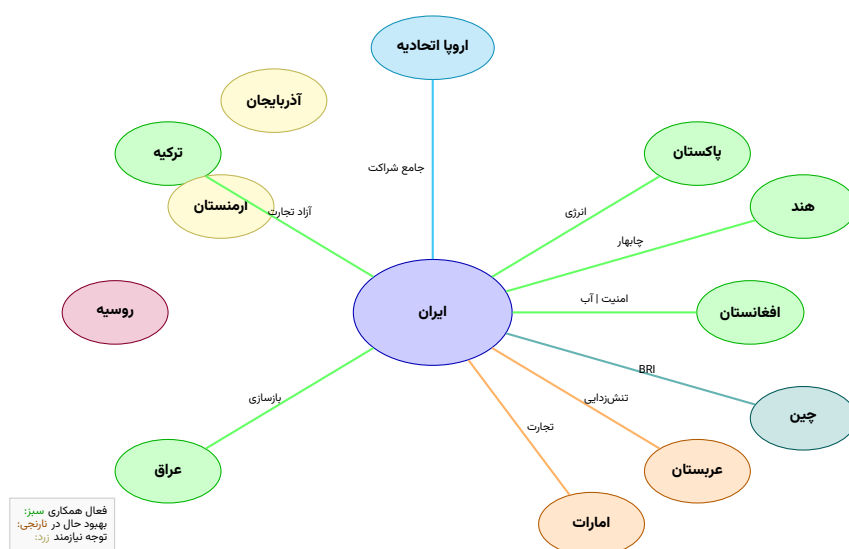 اروپا اتحادیه
آذربایجان
ترکیه
پاکستان
جامع شراکت
ارمنستان
آزاد تجارت
انرژی
هند
چابهار
امنیت | آب
روسیه
ایران
افغانستان
BRI
بازسازی
تنش‌زدایی
چین
تجارت
عراق
عربستان
امارات
فعال همکاری سبز:
بهبود حال در نارنجی:
توجه نیازمند زرد: